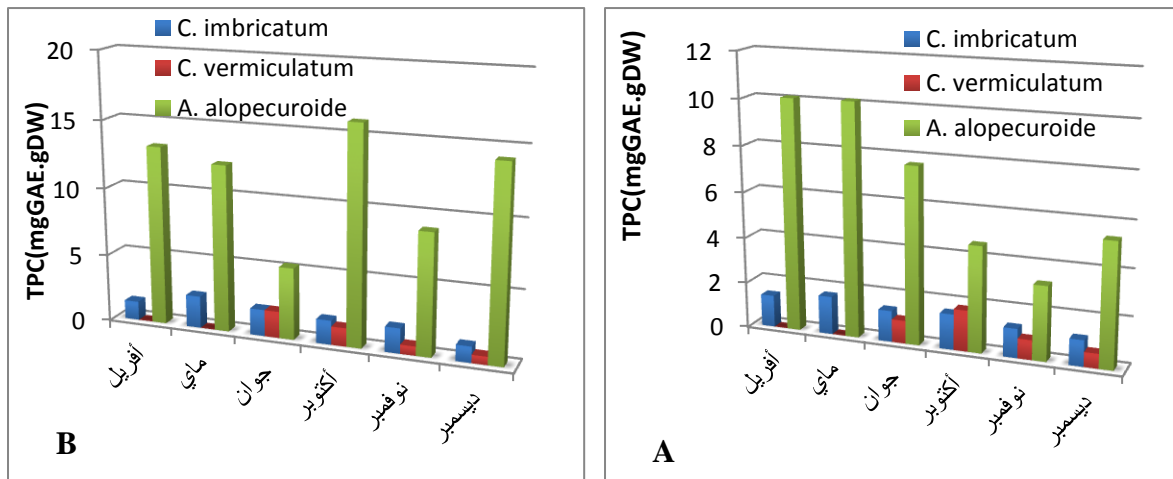 20
15
10
5
0
TPC(mgGAE.gDW)
C. imbricatum
C. vermiculatum
A. alopecuroide
أفريل
ماي
جوان
أكتوبر
نوفمبر
ديسمبر
B
12
10
8
6
4
2
0
TPC(mgGAE.gDW)
C. imbricatum
C. vermiculatum
A. alopecuroide
أفريل
ماي
جوان
أكتوبر
نوفمبر
ديسمبر
A